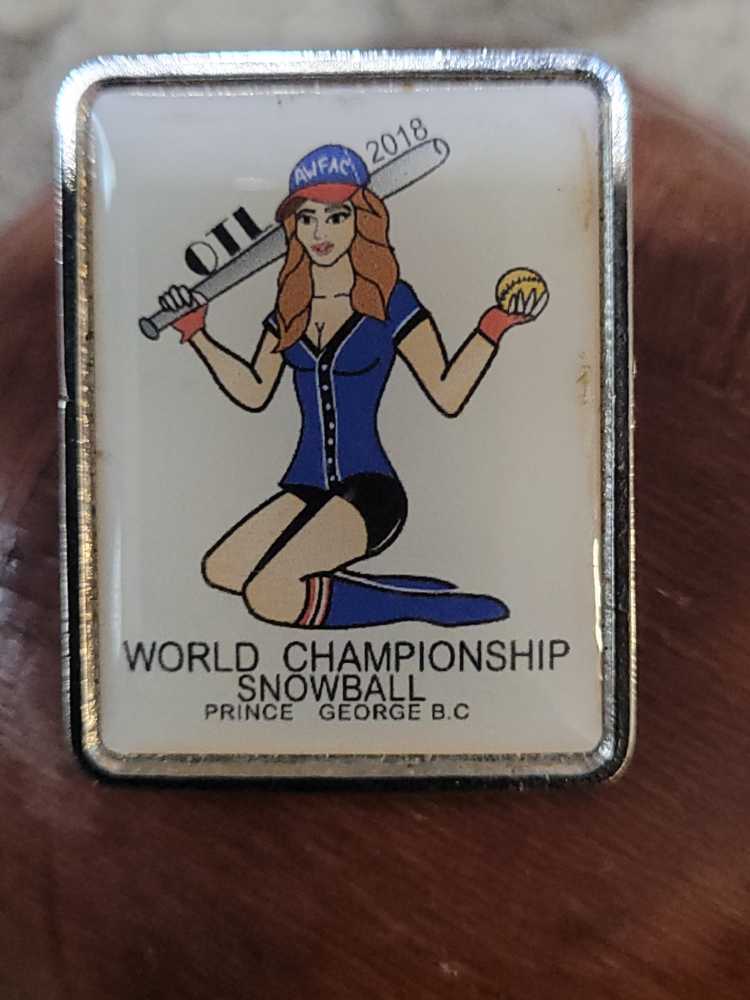 2018
AWFAC
OTL
WORLD CHAMPIONSHIP
SNOWBALL
PRINCE GEORGE B.C